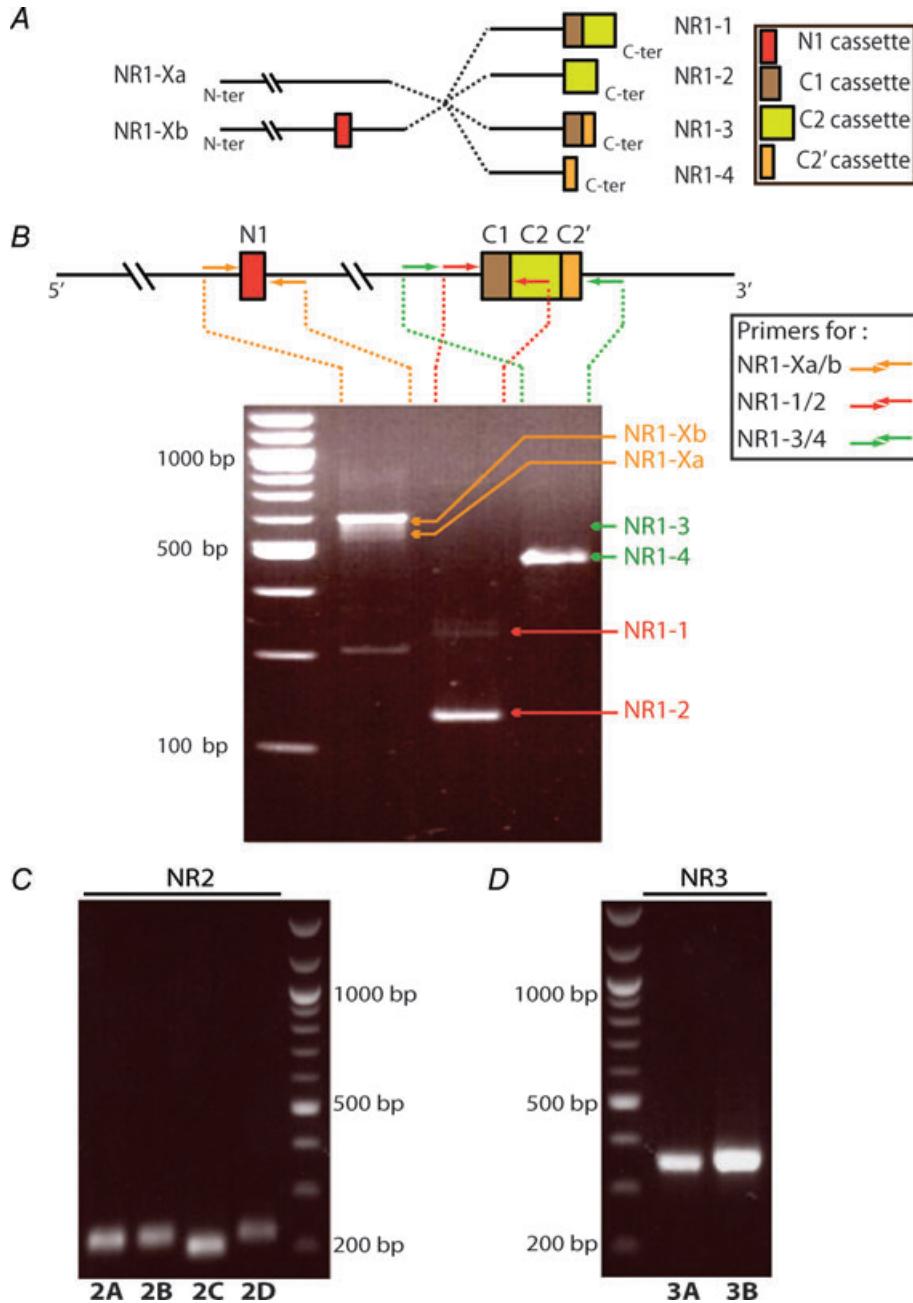 A
NR1-Xa
N-ter
NR1-Xb
N-ter
C-ter
NR1-1
C-ter
NR1-2
C-ter
NR1-3
C-ter
NR1-4
N1 cassette
C1 cassette
C2 cassette
C2' cassette
B
N1
C1 C2 C2'
5'
3'
Primers for :
NR1-Xa/b
NR1-1/2
NR1-3/4
1000 bp
500 bp
100 bp
NR1-Xb
NR1-Xa
NR1-3
NR1-4
NR1-1
NR1-2
C
NR2
1000 bp
500 bp
200 bp
2A 2B 2C 2D
D
NR3
1000 bp
500 bp
200 bp
3A 3B